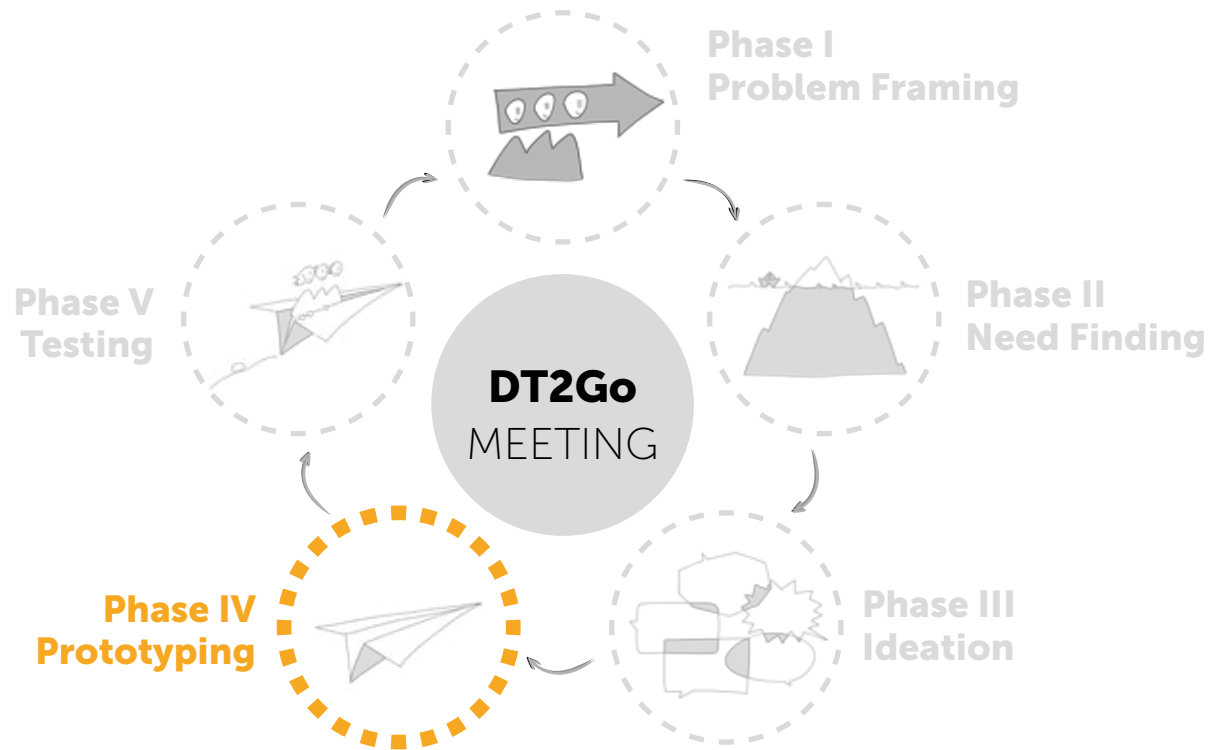 Phase I
Problem Framing
Phase II
Need Finding
Phase III
Ideation
Phase IV
Prototyping
Phase V
Testing
DT2Go
MEETING